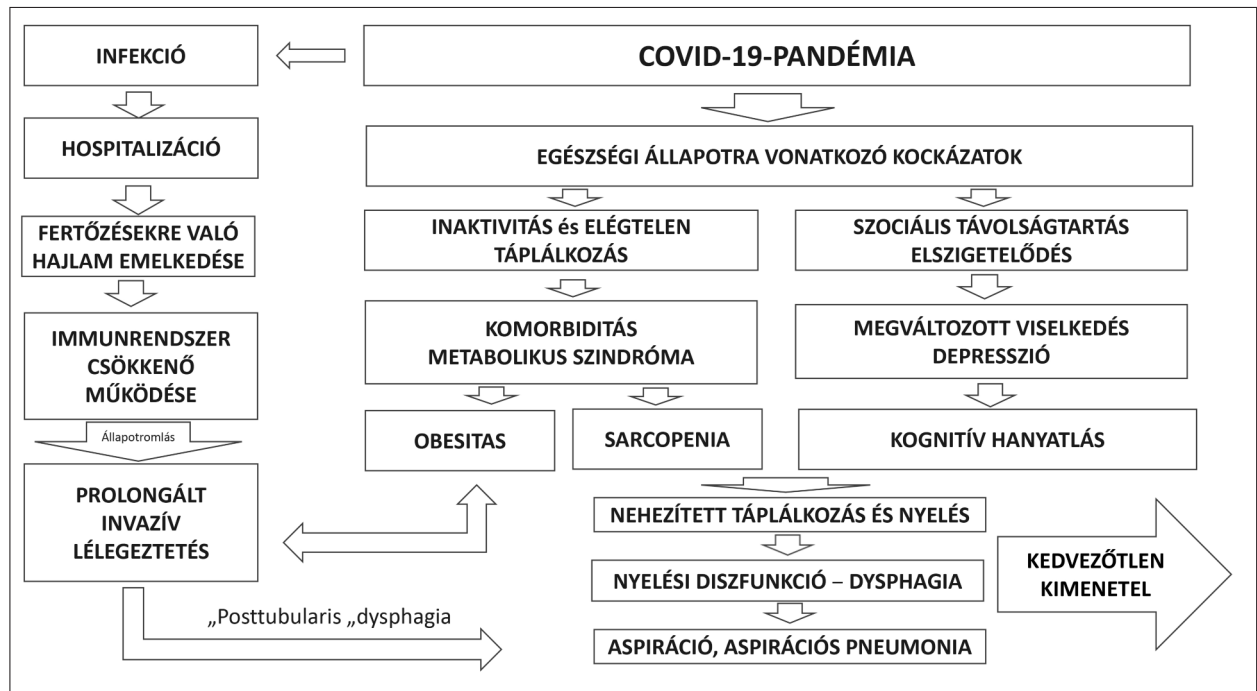 INFEKCIÓ
COVID-19-PANDÉMIA
HOSPITALIZÁCIÓ
EGÉSZSÉGI ÁLLAPOTRA VONATKOZÓ KOCKÁZATOK
FERTŐZÉSEKRE VALÓ
HAJLAM EMELKEDÉSE
INAKTIVITÁS és ELÉGTELEN
TÁPLÁLKOZÁS
SZOCIÁLIS TÁVOLSÁGTARTÁS
ELSZIGETELŐDÉS
IMMUNRENDSZER
CSÖKKENŐ
MŰKÖDÉSE
KOMORBIDITÁS
METABOLIKUS SZINDRÓMA
MEGVÁLTOZOTT VISELKEDÉS
DEPRESSZIÓ
Állapotromlás
OBESITAS
SARCOPENIA
KOGNITÍV HANYATLÁS
PROLONGÁLT
INVAZÍV
LÉLEGEZTETÉS
NEHEZÍTETT TÁPLÁLKOZÁS ÉS NYELÉS
NYELÉSI DISZFUNKCIÓ – DYSPHAGIA
KEDVEZŐTLEN
KIMENETEL
„Posttubularis „dysphagia
ASPIRÁCIÓ, ASPIRÁCIÓS PNEUMONIA